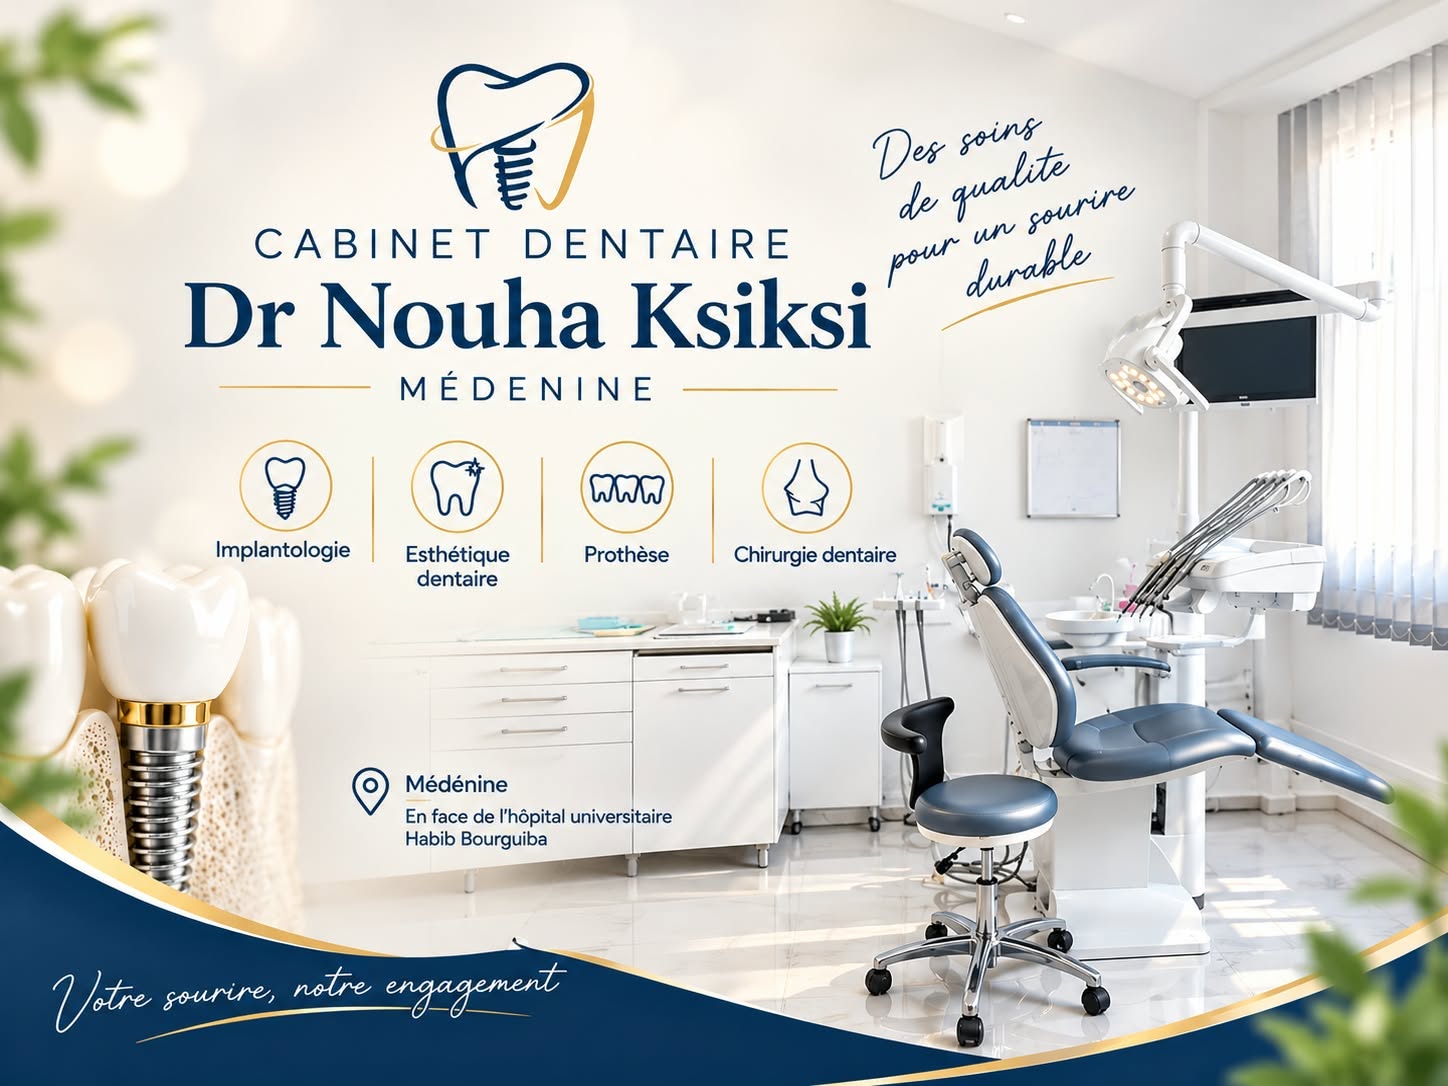 CABINET DENTAIRE
Dr Nouha Ksiksi
MÉDENINE
Des soins
de qualite
pour un sourire
durable
Implantologie
Esthétique
dentaire
Prothèse
Chirurgie dentaire
Médénine
En face de l'hôpital universitaire
Habib Bourguiba
Votre sourire, notre engagement